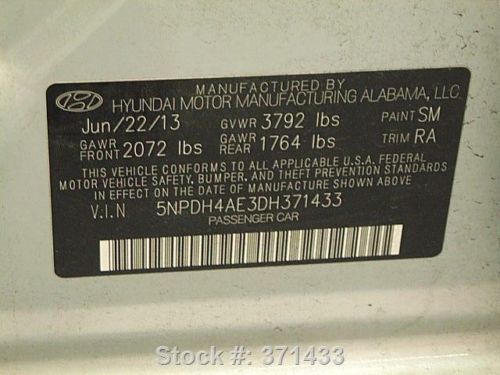 MANUFACTURED BY
HYUNDAI MOTOR MANUFACTURING ALABAMA, LLC.
Jun/22/13 GVWR 3792 lbs PAINT SM
GAWR FRONT 2072 lbs GAWR REAR 1764 lbs TRIM RA
THIS VEHICLE CONFORMS TO ALL APPLICABLE U.S.A. FEDERAL
MOTOR VEHICLE SAFETY, BUMPER, AND THEFT PREVENTION
STANDARDS IN EFFECT ON THE DATE OF MANUFACTURE SHOWN ABOVE.
V.I.N 5NPDH4AE3DH371433
PASSENGER CAR
Stock #: 371433